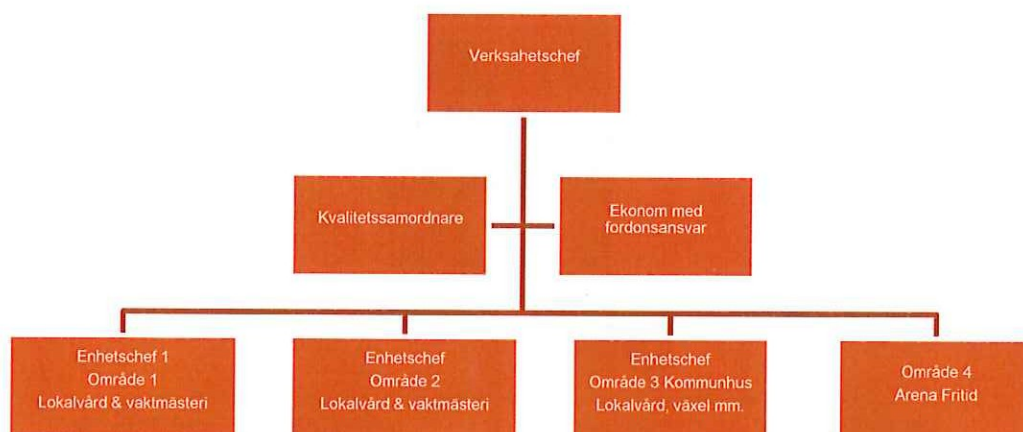 Verksahetschef
Kvalitetssamordnare
Ekonom med
fordonsansvar
Enhetschef 1
Område 1
Lokalvård & vaktmästeri
Enhetschef
Område 2
Lokalvård & vaktmästeri
Enhetschef
Område 3 Kommunhus
Lokalvård, växel mm.
Område 4
Arena Fritid